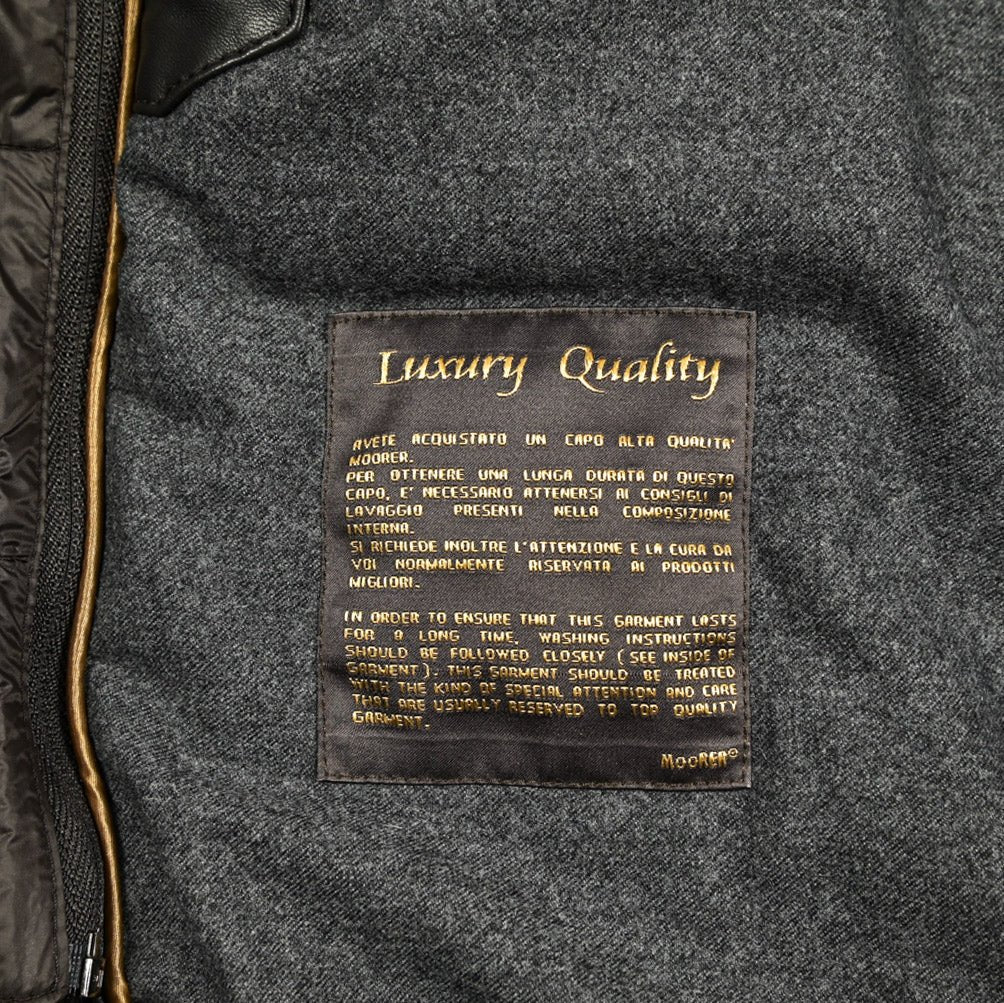 Luxury Quality
AVETE ACQUISTATO UN CAPO ALTA QUALITA'
MOORER.
PER OTTENERE UNA LUNGA DURATA DI QUESTO
CAPO, E' NECESSARIO ATTENERSI AI CONSIGLI DI
LAVAGGIO PRESENTI NELLA COMPOSIZIONE
INTERNA.
SI RICHIEDE INOLTRE L'ATTENZIONE E LA CURA DA
VOI NORMALMENTE RISERVATA AI PRODOTTI
MIGLIORI.
IN ORDER TO ENSURE THAT THIS GARMENT LASTS
FOR A LONG TIME, WASHING INSTRUCTIONS
SHOULD BE FOLLOWED CLOSELY (SEE INSIDE OF
GARMENT). THIS GARMENT SHOULD BE TREATED
WITH THE KIND OF SPECIAL ATTENTION AND CARE
THAT ARE USUALLY RESERVED TO TOP QUALITY
GARMENT.
MOORER®